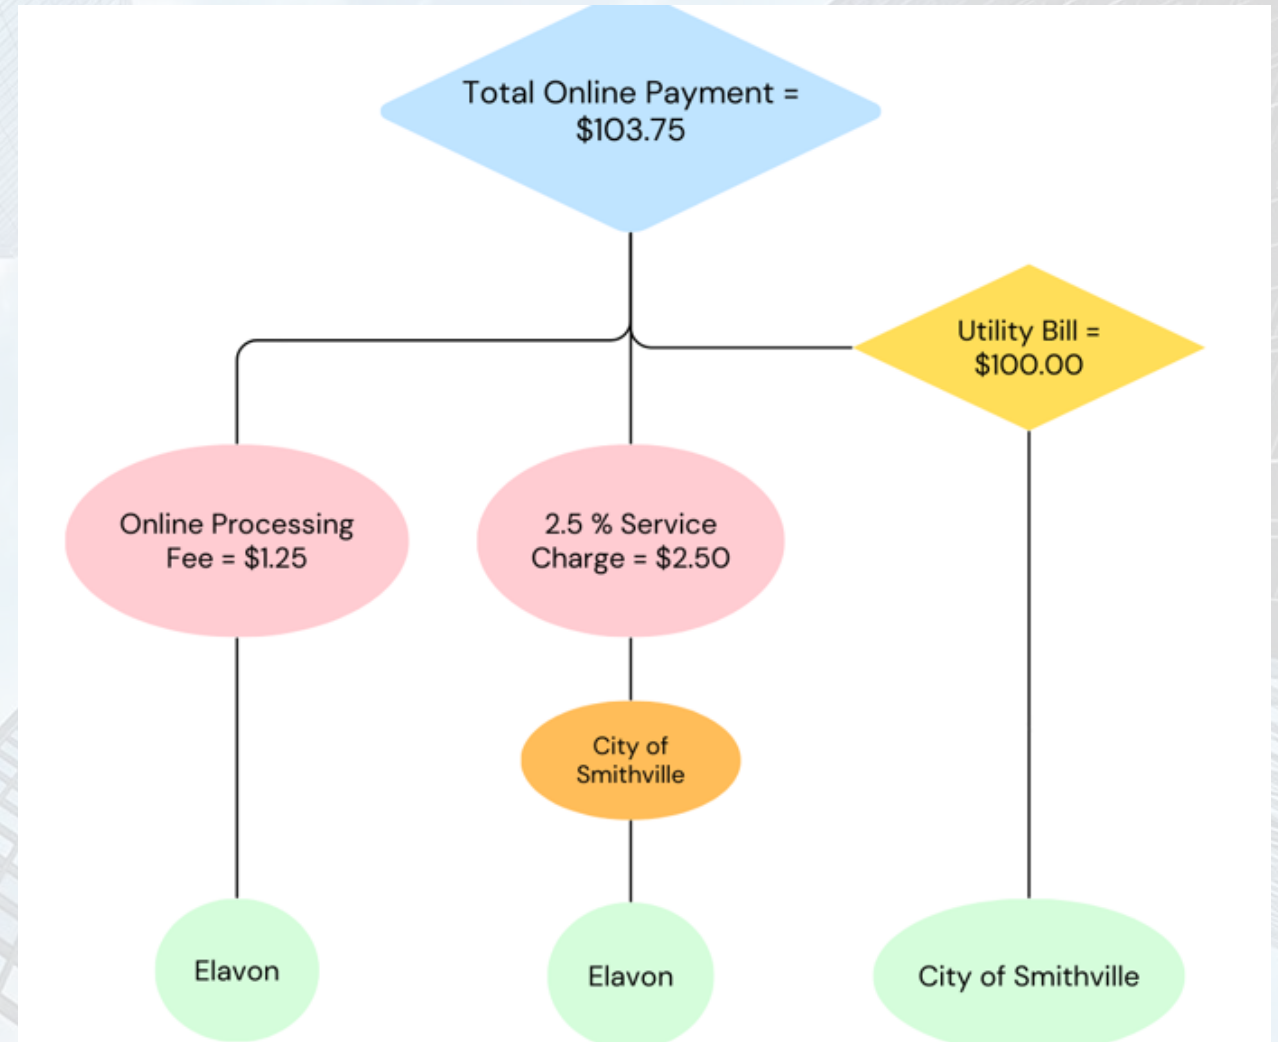 Total Online Payment =
$103.75
Utility Bill =
$100.00
Online Processing
Fee = $1.25
2.5 % Service
Charge = $2.50
City of
Smithville
Elavon
Elavon
City of Smithville